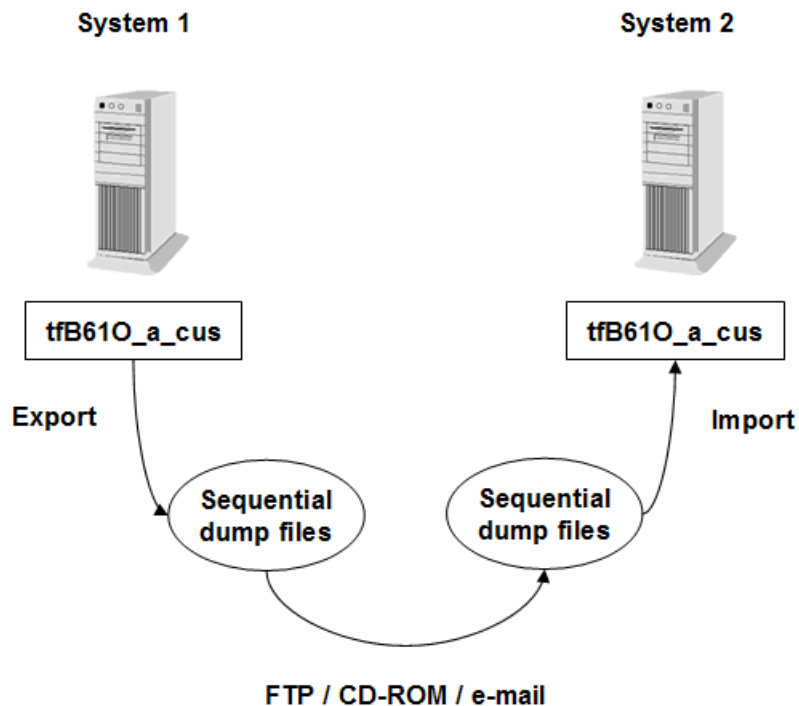 System 1
System 2
tfB61O_a_cus
tfB61O_a_cus
Export
Import
Sequential
dump files
Sequential
dump files
FTP / CD-ROM / e-mail